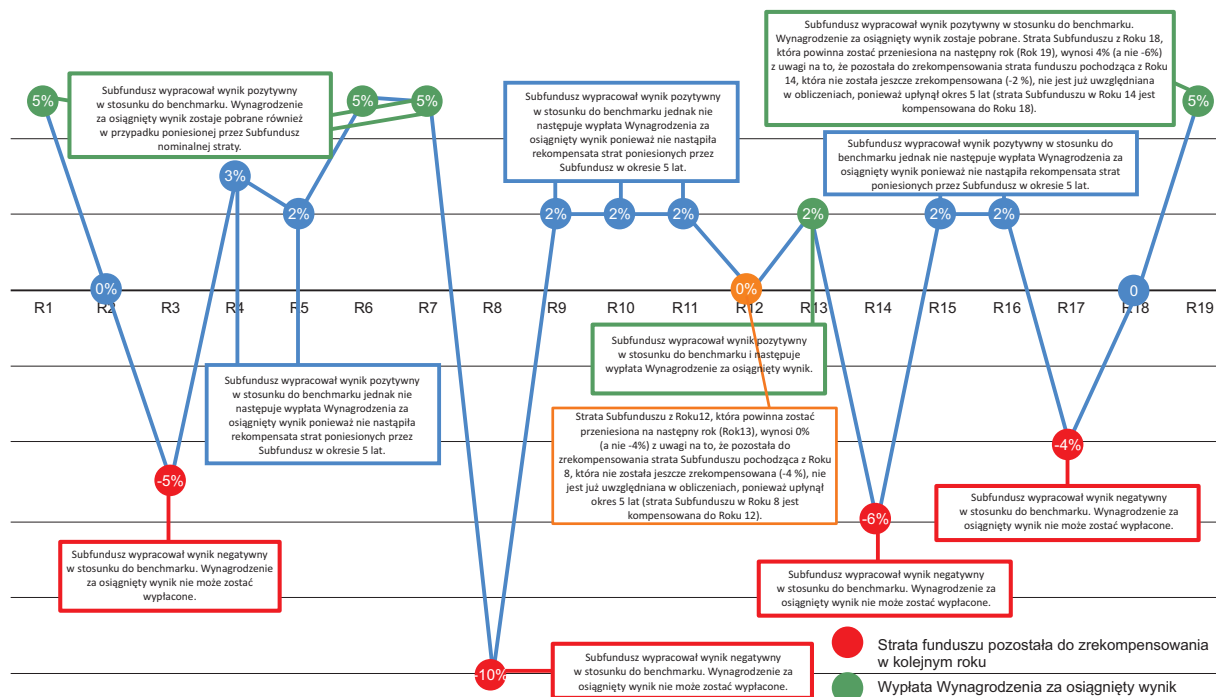 Subfundusz wypracował wynik pozytywny
w stosunku do benchmarku. Wynagrodzenie
za osiągnięty wynik zostaje pobrane również
w przypadku poniesionej przez Subfundusz
nominalnej straty.
Subfundusz wypracował wynik pozytywny
w stosunku do benchmarku jednak nie
następuje wypłata Wynagrodzenia za
osiągnięty wynik ponieważ nie nastąpiła
rekompensata strat poniesionych przez
Subfundusz w okresie 5 lat.
Subfundusz wypracował wynik pozytywny w stosunku do benchmarku.
Wynagrodzenie za osiągnięty wynik zostaje pobrane. Strata Subfunduszu z Roku 18,
która powinna zostać przeniesiona na następny rok (Rok 19), wynosi 4% (a nie -6%)
z uwagi na to, że pozostała do zrekompensowania strata funduszu pochodząca z Roku
14, która nie została jeszcze zrekompensowana (-2 %), nie jest już uwzględniana
w obliczeniach, ponieważ upłynął okres 5 lat (strata Subfunduszu w Roku 14 jest
kompensowana do Roku 18).
Subfundusz wypracował wynik pozytywny w stosunku do
benchmarku jednak nie następuje wypłata Wynagrodzenia za
osiągnięty wynik ponieważ nie nastąpiła rekompensata strat
poniesionych przez Subfundusz w okresie 5 lat.
5%
0%
-5%
3%
2%
5%
5%
-10%
2%
2%
2%
0%
2%
-6%
2%
2%
-4%
0
5%
R1
R2
R3
R4
R5
R6
R7
R8
R9
R10
R11
R12
R13
R14
R15
R16
R17
R18
R19
Subfundusz wypracował wynik pozytywny
w stosunku do benchmarku i następuje
wypłata Wynagrodzenie za osiągnięty wynik.
Subfundusz wypracował wynik pozytywny
w stosunku do benchmarku jednak nie
następuje wypłata Wynagrodzenia za
osiągnięty wynik ponieważ nie nastąpiła
rekompensata strat poniesionych przez
Subfundusz w okresie 5 lat.
Strata Subfunduszu z Roku12, która powinna zostać
przeniesiona na następny rok (Rok13), wynosi 0%
(a nie -4%) z uwagi na to, że pozostała do
zrekompensowania strata Subfunduszu pochodząca z Roku
8, która nie została jeszcze zrekompensowana (-4 %), nie
jest już uwzględniana w obliczeniach, ponieważ upłynął
okres 5 lat (strata Subfunduszu w Roku 8 jest
kompensowana do Roku 12).
Subfundusz wypracował wynik negatywny
w stosunku do benchmarku. Wynagrodzenie za
osiągnięty wynik nie może zostać wypłacone.
Subfundusz wypracował wynik negatywny
w stosunku do benchmarku. Wynagrodzenie
za osiągnięty wynik nie może zostać
wypłacone.
Subfundusz wypracował wynik negatywny
w stosunku do benchmarku. Wynagrodzenie za
osiągnięty wynik nie może zostać wypłacone.
Subfundusz wypracował wynik negatywny
w stosunku do benchmarku. Wynagrodzenie za
osiągnięty wynik nie może zostać wypłacone.
Strata funduszu pozostała do zrekompensowania
w kolejnym roku
Wypłata Wynagrodzenia za osiągnięty wynik